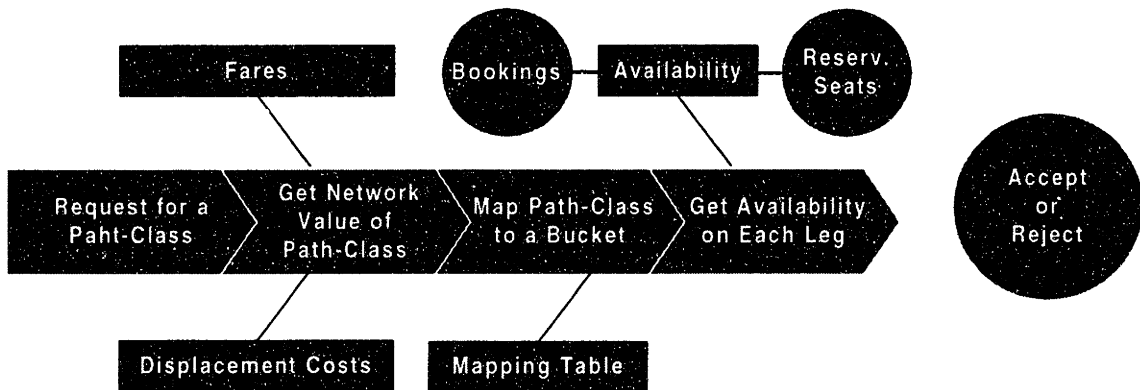 Fares
Bookings
Availability
Reserv.
Seats
Request for a
Paht-Class
Get Network
Value of
Path-Class
Map Path-Class
to a Bucket
Get Availability
on Each Leg
Accept
or
Reject
Displacement Costs
Mapping Table